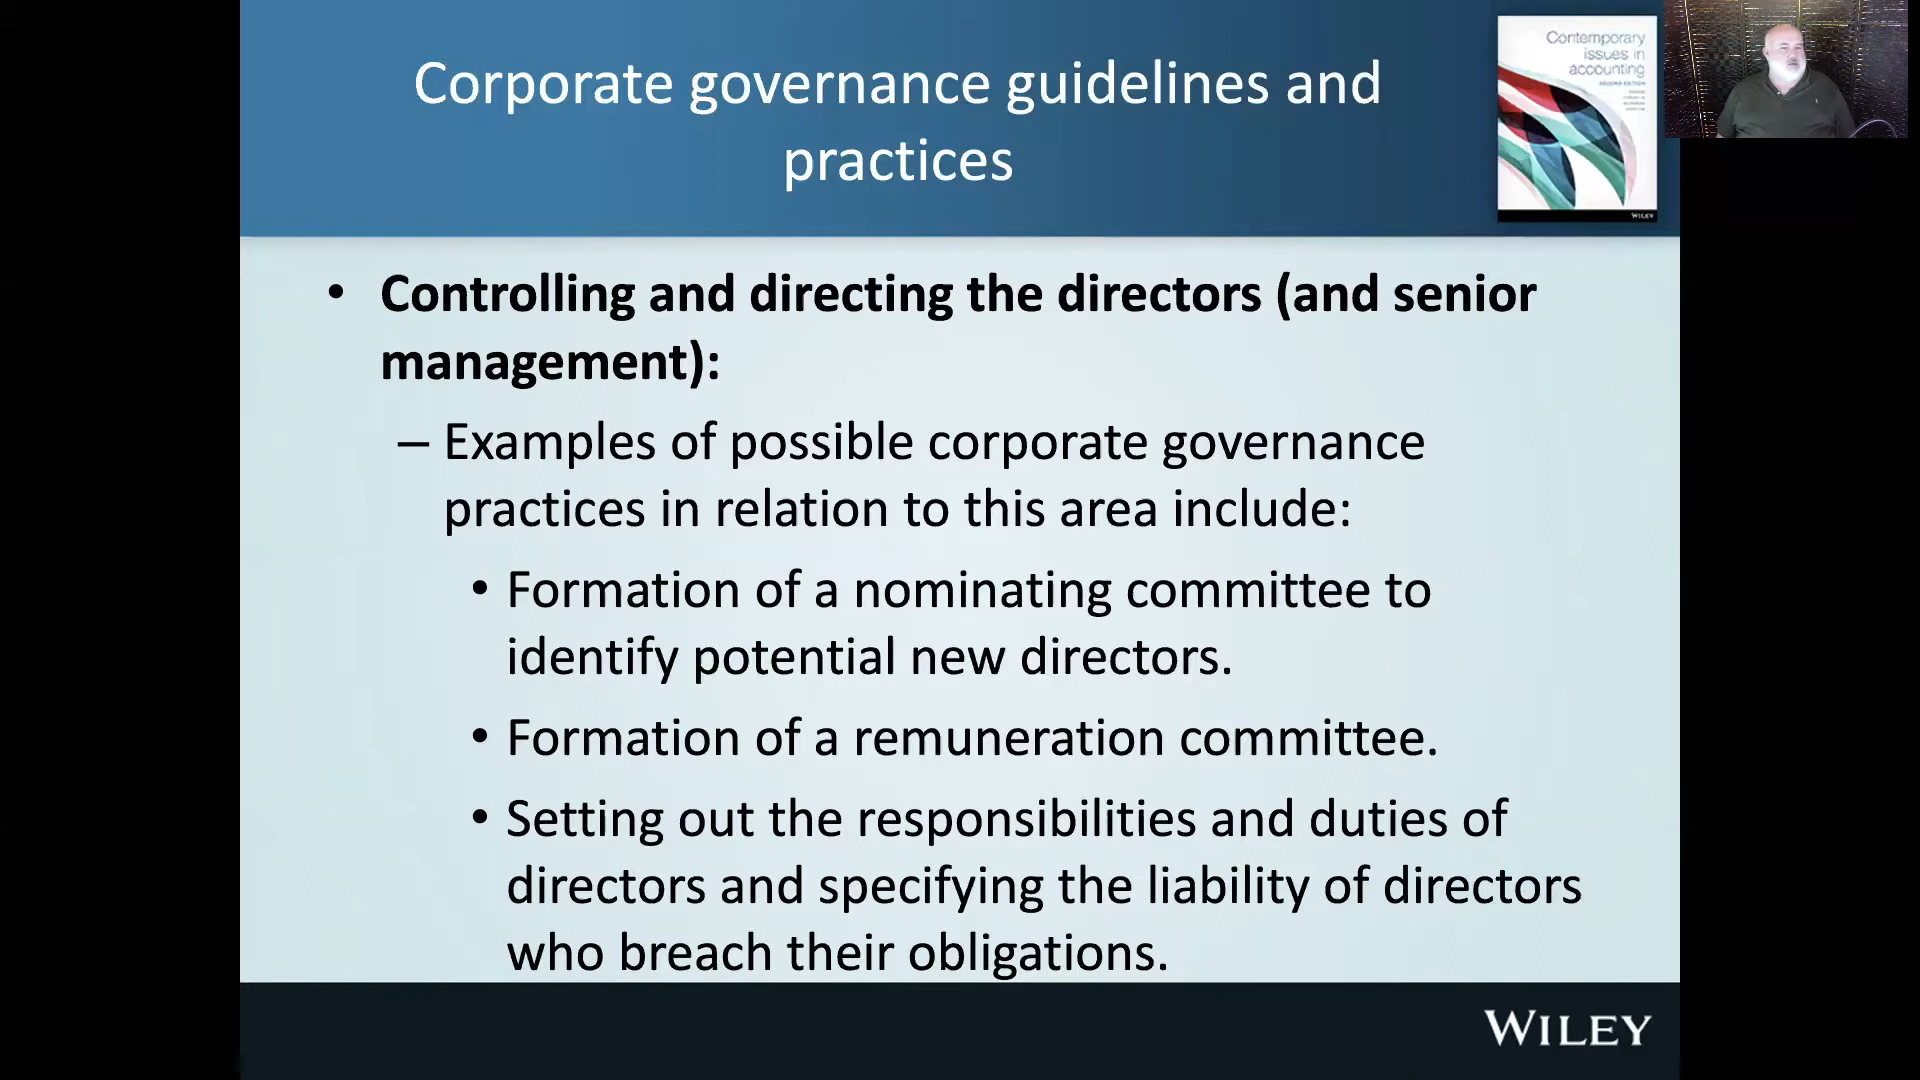 Corporate governance guidelines and
practices
Contemporary
issues in
accounting
WILEY
• Controlling and directing the directors (and senior
management):
– Examples of possible corporate governance
practices in relation to this area include:
• Formation of a nominating committee to
identify potential new directors.
• Formation of a remuneration committee.
• Setting out the responsibilities and duties of
directors and specifying the liability of directors
who breach their obligations.
WILEY